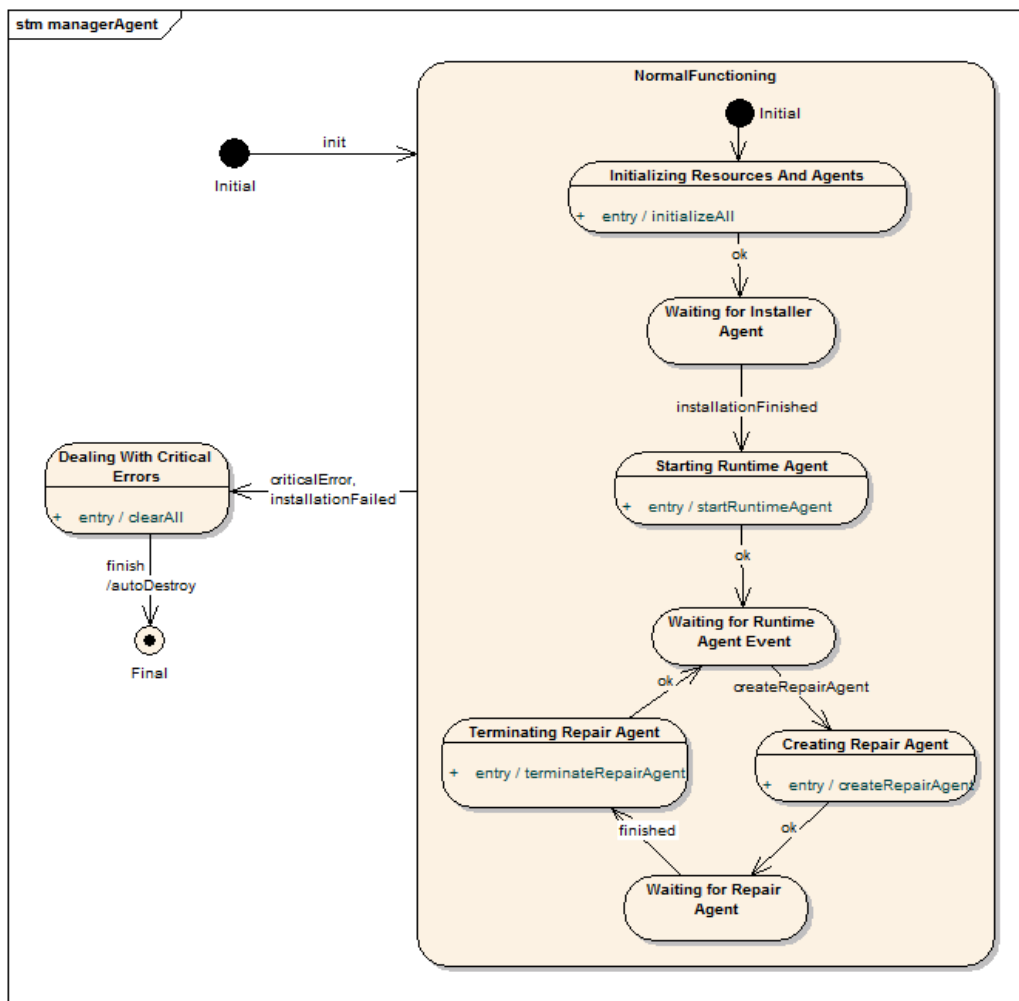 stm managerAgent
NormalFunctioning
Initial
init
Initial
Initializing Resources And Agents
+ entry / initializeAll
ok
Waiting for Installer
Agent
installationFinished
Dealing With Critical
Errors
+ entry / clearAll
criticalError,
installationFailed
Starting Runtime Agent
+ entry / startRuntimeAgent
ok
finish
/autoDestroy
Final
Waiting for Runtime
Agent Event
ok
createRepairAgent
Terminating Repair Agent
+ entry / terminateRepairAgent
Creating Repair Agent
+ entry / createRepairAgent
finished
ok
Waiting for Repair
Agent